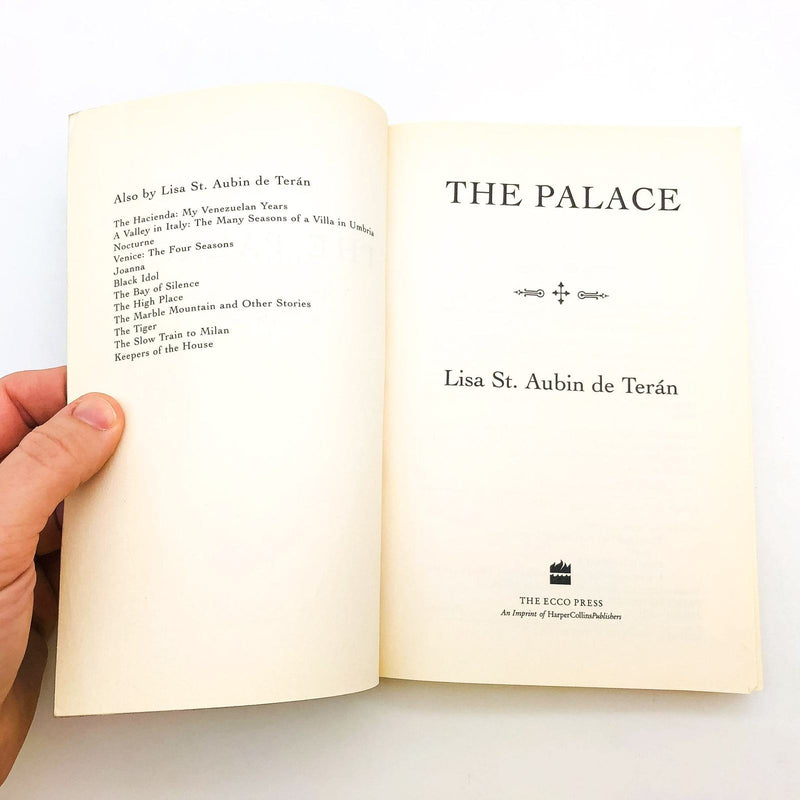 Also by Lisa St. Aubin de Terán
The Hacienda: My Venezuelan Years
A Valley in Italy: The Many Seasons of a Villa in Umbria
Nocturne
Venice: The Four Seasons
Joanna
Black Idol
The Bay of Silence
The High Place
The Marble Mountain and Other Stories
The Tiger
The Slow Train to Milan
Keepers of the House
THE PALACE
Lisa St. Aubin de Terán
THE ECCO PRESS
An Imprint of HarperCollinsPublishers